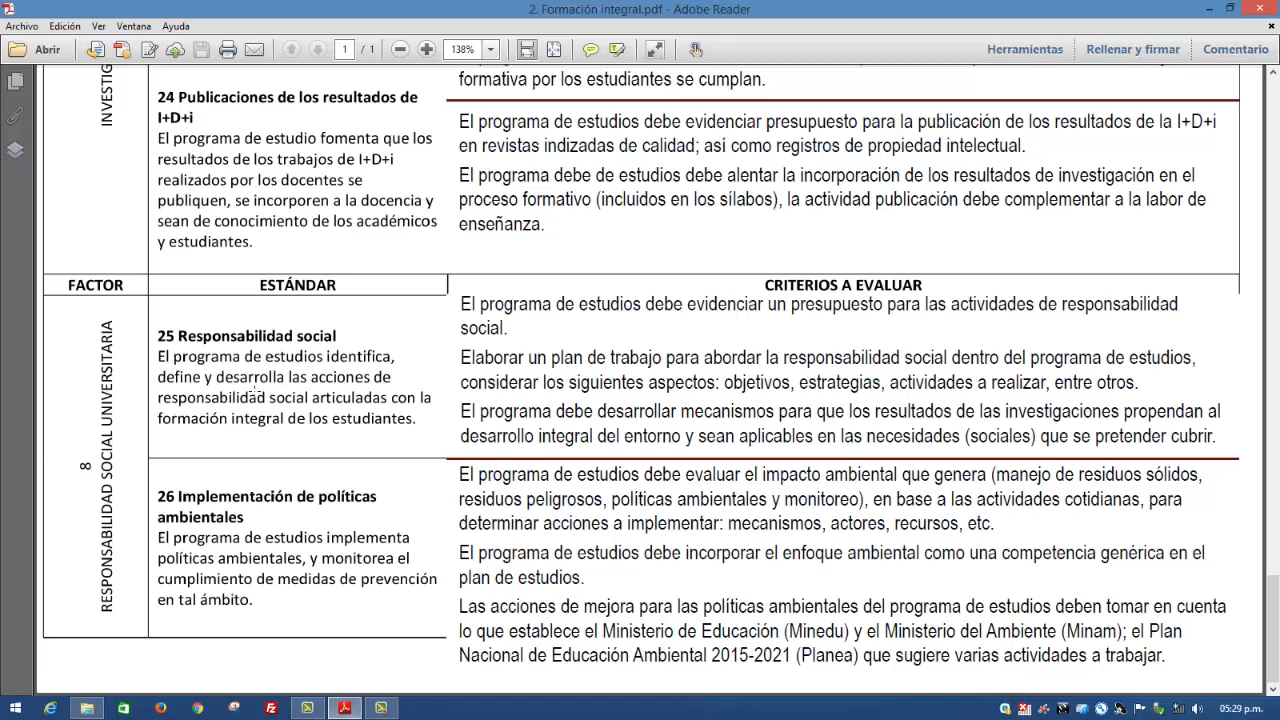 2. Formación integral.pdf - Adobe Reader
Archivo Edición Ver Ventana Ayuda
Abrir 1 / 1 138% Herramientas Rellenar y firmar Comentario
INVESTIG
formativa por los estudiantes se cumplan.
24 Publicaciones de los resultados de
I+D+i
El programa de estudio fomenta que los
resultados de los trabajos de I+D+i
realizados por los docentes se
publiquen, se incorporen a la docencia y
sean de conocimiento de los académicos
y estudiantes.
El programa de estudios debe evidenciar presupuesto para la publicación de los resultados de la I+D+i
en revistas indizadas de calidad; así como registros de propiedad intelectual.
El programa debe de estudios debe alentar la incorporación de los resultados de investigación en el
proceso formativo (incluidos en los sílabos), la actividad publicación debe complementar a la labor de
enseñanza.
FACTOR ESTÁNDAR CRITERIOS A EVALUAR
8
RESPONSABILIDAD SOCIAL UNIVERSITARIA
25 Responsabilidad social
El programa de estudios identifica,
define y desarrolla las acciones de
responsabilidad social articuladas con la
formación integral de los estudiantes.
El programa de estudios debe evidenciar un presupuesto para las actividades de responsabilidad
social.
Elaborar un plan de trabajo para abordar la responsabilidad social dentro del programa de estudios,
considerar los siguientes aspectos: objetivos, estrategias, actividades a realizar, entre otros.
El programa debe desarrollar mecanismos para que los resultados de las investigaciones propendan al
desarrollo integral del entorno y sean aplicables en las necesidades (sociales) que se pretender cubrir.
26 Implementación de políticas
ambientales
El programa de estudios implementa
políticas ambientales, y monitorea el
cumplimiento de medidas de prevención
en tal ámbito.
El programa de estudios debe evaluar el impacto ambiental que genera (manejo de residuos sólidos,
residuos peligrosos, políticas ambientales y monitoreo), en base a las actividades cotidianas, para
determinar acciones a implementar: mecanismos, actores, recursos, etc.
El programa de estudios debe incorporar el enfoque ambiental como una competencia genérica en el
plan de estudios.
Las acciones de mejora para las políticas ambientales del programa de estudios deben tomar en cuenta
lo que establece el Ministerio de Educación (Minedu) y el Ministerio del Ambiente (Minam); el Plan
Nacional de Educación Ambiental 2015-2021 (Planea) que sugiere varias actividades a trabajar.
05:29 p.m.